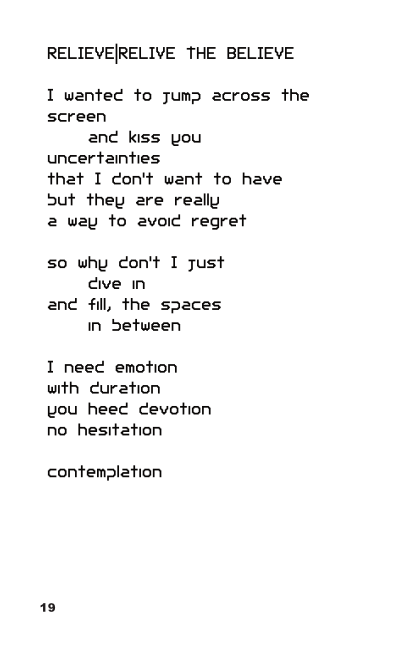 RELIEVE|RELIVE THE BELIEVE
I wanted to jump across the
screen
and kiss you
uncertainties
that I don't want to have
but they are really
a way to avoid regret
so why don't I just
dive in
and fill, the spaces
in between
I need emotion
with duration
you heed devotion
no hesitation
contemplation
19